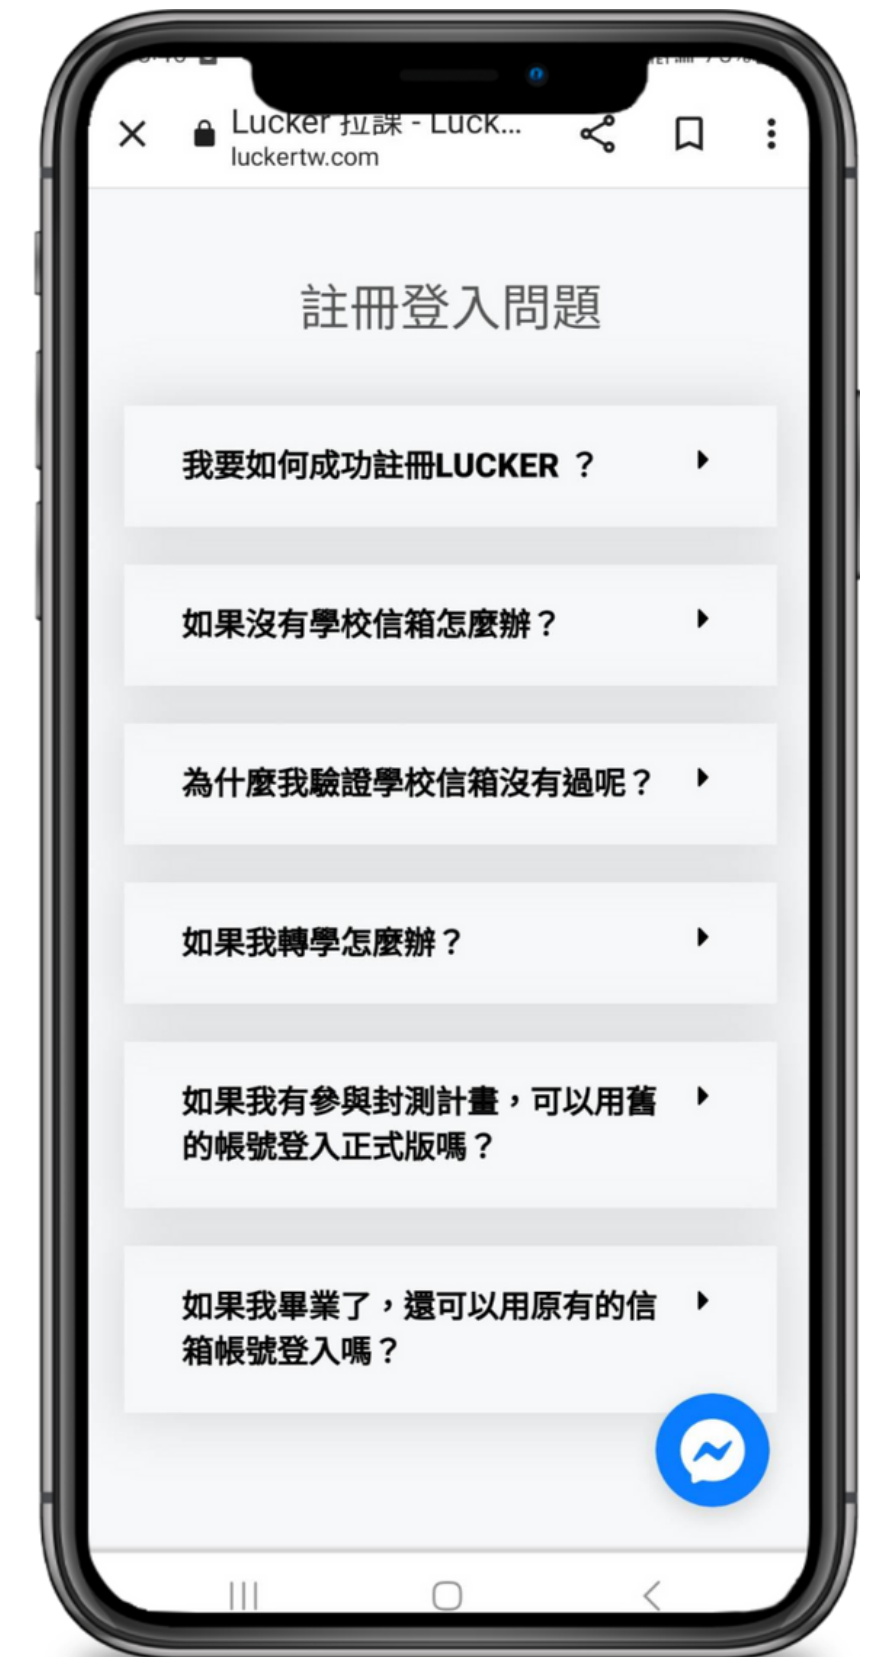 Lucker 拉課 - Luck...
luckertw.com
註冊登入問題
我要如何成功註冊LUCKER ？
如果沒有學校信箱怎麼辦？
為什麼我驗證學校信箱沒有過呢？
如果我轉學怎麼辦？
如果我有參與封測計畫，可以用舊
的帳號登入正式版嗎？
如果我畢業了，還可以用原有的信
箱帳號登入嗎？